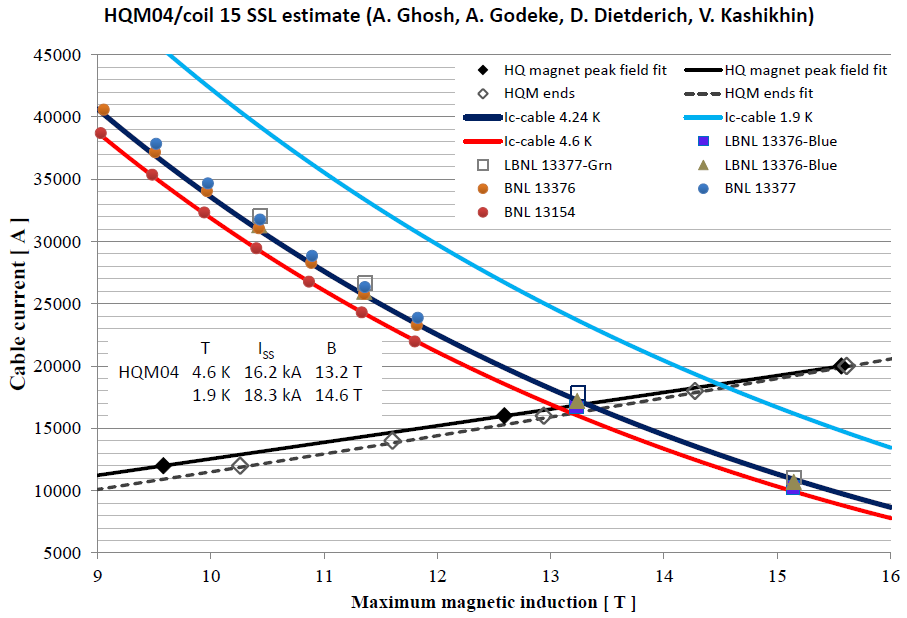 HQM04/coil 15 SSL estimate (A. Ghosh, A. Godeke, D. Dietderich, V. Kashikhin)
45000
40000
35000
30000
25000
20000
15000
10000
5000
Cable current [ A ]
HQ magnet peak field fit
HQ magnet peak field fit
HQM ends
HQM ends fit
Ic-cable 4.24 K
Ic-cable 1.9 K
Ic-cable 4.6 K
LBNL 13376-Blue
LBNL 13377-Grn
LBNL 13376-Blue
BNL 13376
BNL 13377
BNL 13154
T ISS B
HQM04 4.6 K 16.2 kA 13.2 T
1.9 K 18.3 kA 14.6 T
9 10 11 12 13 14 15 16
Maximum magnetic induction [ T ]